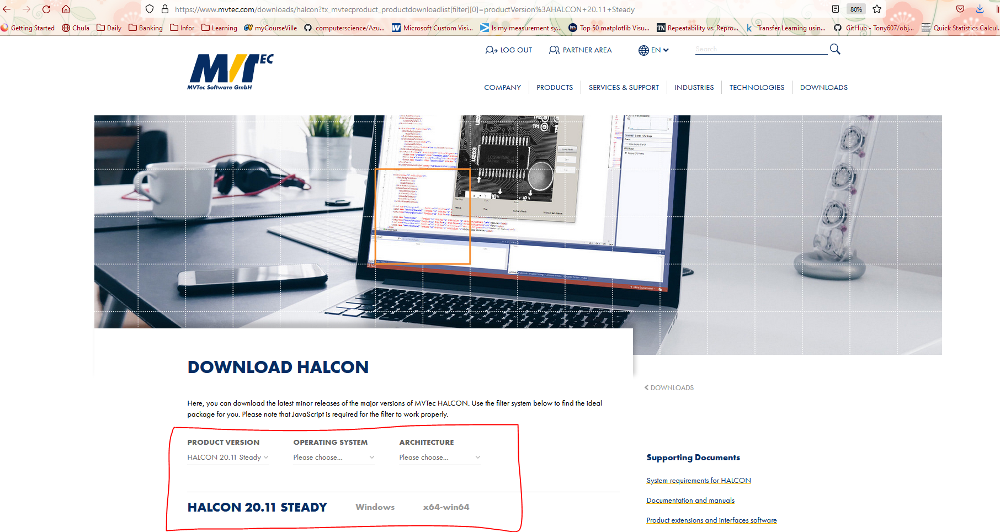 https://www.mvtec.com/downloads/halcon?tx_mvtecproduct_productdownloadlist[filter][0]=productVersion%3AHALCON+20.11+Steady
80%
Getting Started
Chula
Daily
Banking
Infor
Learning
myCourseVille
computerscience/Azu...
Microsoft Custom Visi...
Is my measurement sy...
Top 50 matplotlib Visu...
Repeatability vs. Repro...
Transfer Learning usin...
GitHub - Tony607/obj...
Quick Statistics Calcul...
LOG OUT
PARTNER AREA
EN
Search
MVTEC
MVTec Software GmbH
COMPANY
PRODUCTS
SERVICES & SUPPORT
INDUSTRIES
TECHNOLOGIES
DOWNLOADS
U203
JAPAN
DOWNLOAD HALCON
DOWNLOADS
Here, you can download the latest minor releases of the major versions of MVTec HALCON. Use the filter system below to find the ideal
package for you. Please note that JavaScript is required for the filter to work properly.
PRODUCT VERSION
OPERATING SYSTEM
ARCHITECTURE
HALCON 20.11 Steady
Please choose...
Please choose...
HALCON 20.11 STEADY
Windows
x64-win64
Supporting Documents
System requirements for HALCON
Documentation and manuals
Product extensions and interfaces software